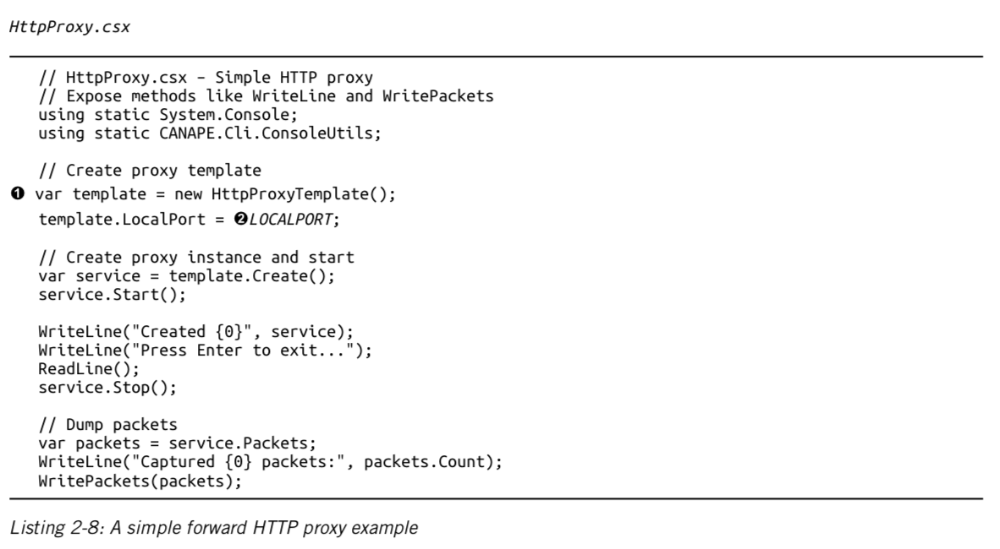 HttpProxy.csx
// HttpProxy.csx – Simple HTTP proxy
// Expose methods like WriteLine and WritePackets
using static System.Console;
using static CANAPE.Cli.ConsoleUtils;
// Create proxy template
❶ var template = new HttpProxyTemplate();
template.LocalPort = ❷LOCALPORT;
// Create proxy instance and start
var service = template.Create();
service.Start();
WriteLine("Created {0}", service);
WriteLine("Press Enter to exit...");
ReadLine();
service.Stop();
// Dump packets
var packets = service.Packets;
WriteLine("Captured {0} packets:", packets.Count);
WritePackets(packets);
Listing 2-8: A simple forward HTTP proxy example